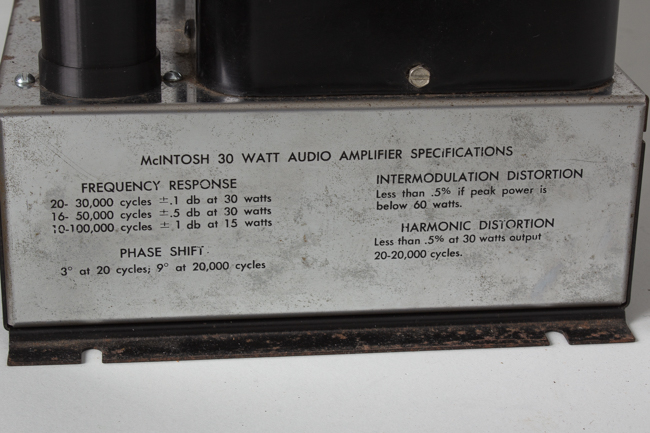 McINTOSH 30 WATT AUDIO AMPLIFIER SPECIFICATIONS
FREQUENCY RESPONSE
20- 30,000 cycles ±.1 db at 30 watts
16- 50,000 cycles ±.5 db at 30 watts
10-100,000 cycles ± 1 db at 15 watts
PHASE SHIFT
3° at 20 cycles; 9° at 20,000 cycles
INTERMODULATION DISTORTION
Less than .5% if peak power is
below 60 watts.
HARMONIC DISTORTION
Less than .5% at 30 watts output
20-20,000 cycles.